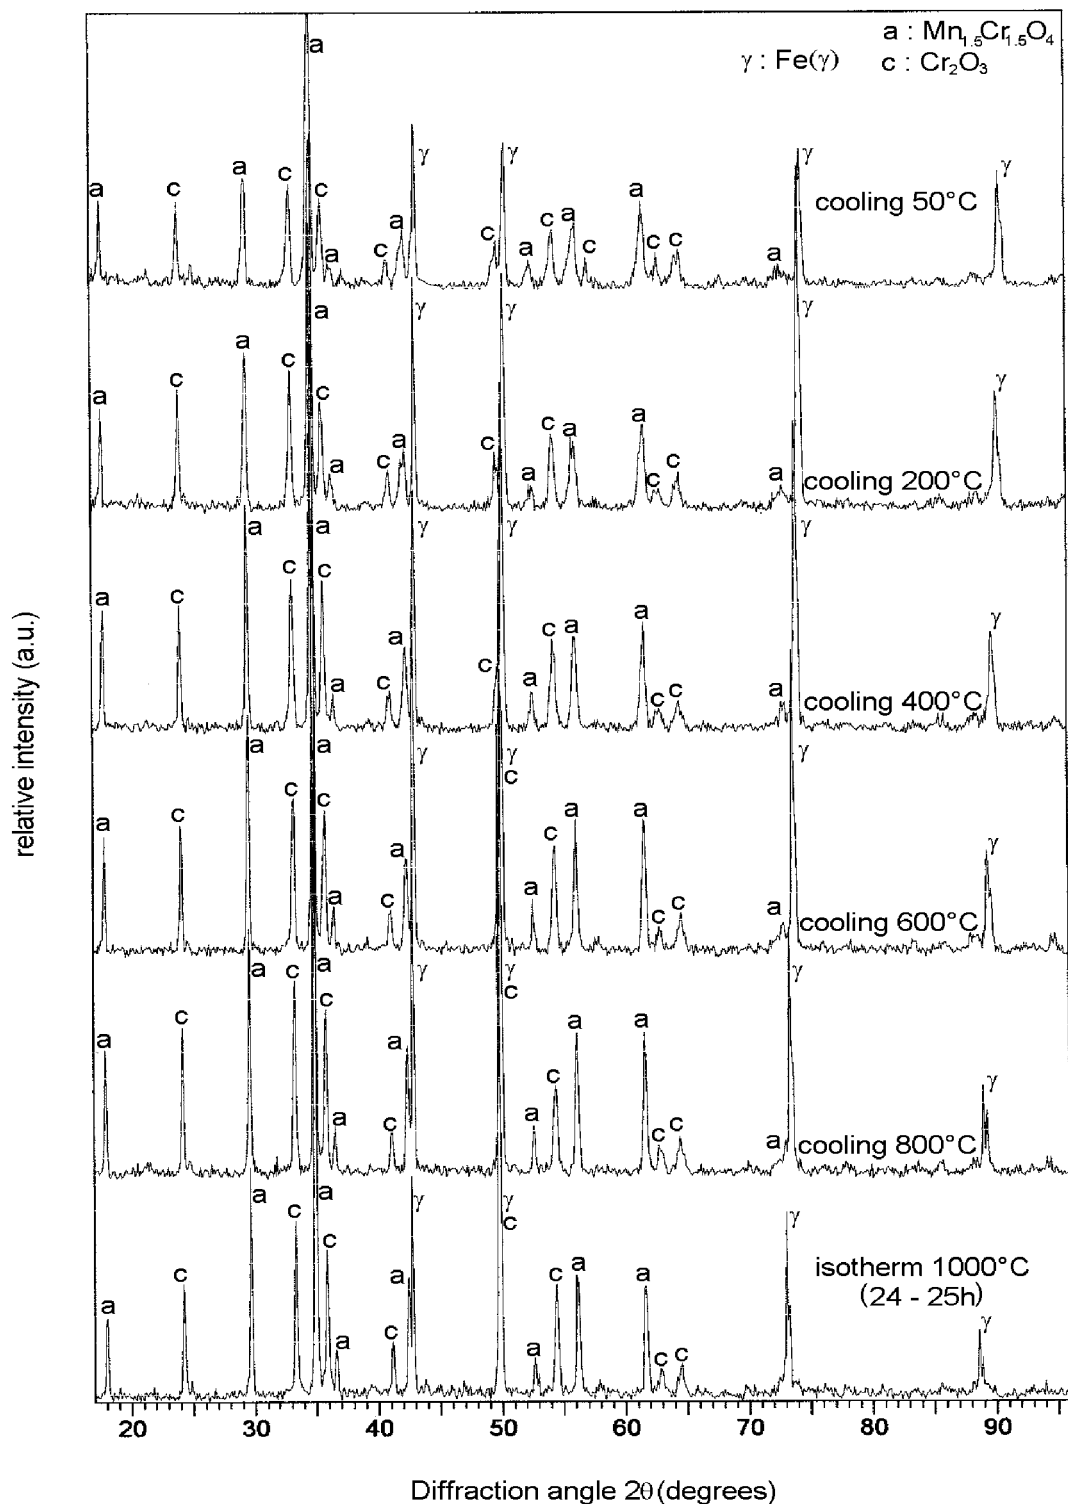 a : Mn1.5Cr1.5O4
γ : Fe(γ) c : Cr2O3
a
a c a c c a c a γ c γ a c a c a c c a γ γ
cooling 50°C
a
a c a c c a c a γ c γ a c a a c c a γ γ
cooling 200°C
a a
a c c c a c a γ c γ a c a a c c a γ γ
cooling 400°C
a a
a c c c a c a γ γ c a c a a c c a γ γ
cooling 600°C
a a
a c c c a c a γ γ c a c a a c c a γ γ
cooling 800°C
a a
a c c c a c a γ γ c a c a a c c γ γ
isotherm 1000°C
(24 - 25h)
relative intensity (a.u.)
20 30 40 50 60 70 80 90
Diffraction angle 2θ (degrees)